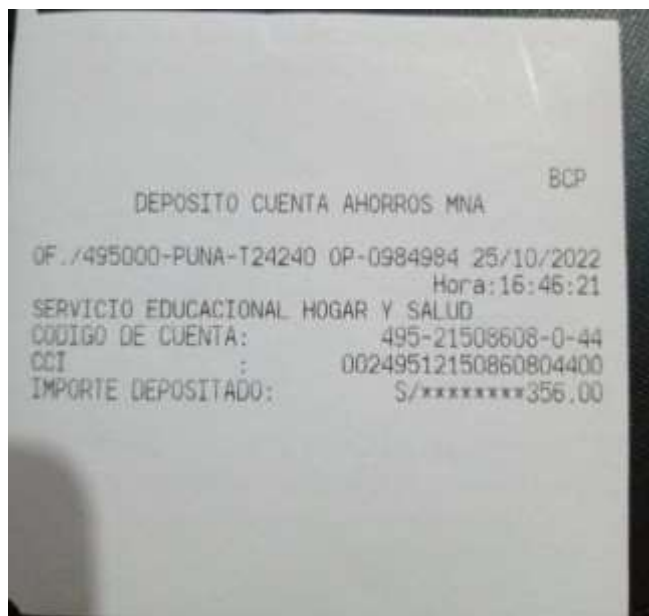 BCP
DEPOSITO CUENTA AHORROS MNA
OF./495000-PUNA-T24240 OP-0984984 25/10/2022
Hora:16:46:21
SERVICIO EDUCACIONAL HOGAR Y SALUD
CODIGO DE CUENTA: 495-21508608-0-44
CCI : 00249512150860804400
IMPORTE DEPOSITADO: S/********356.00